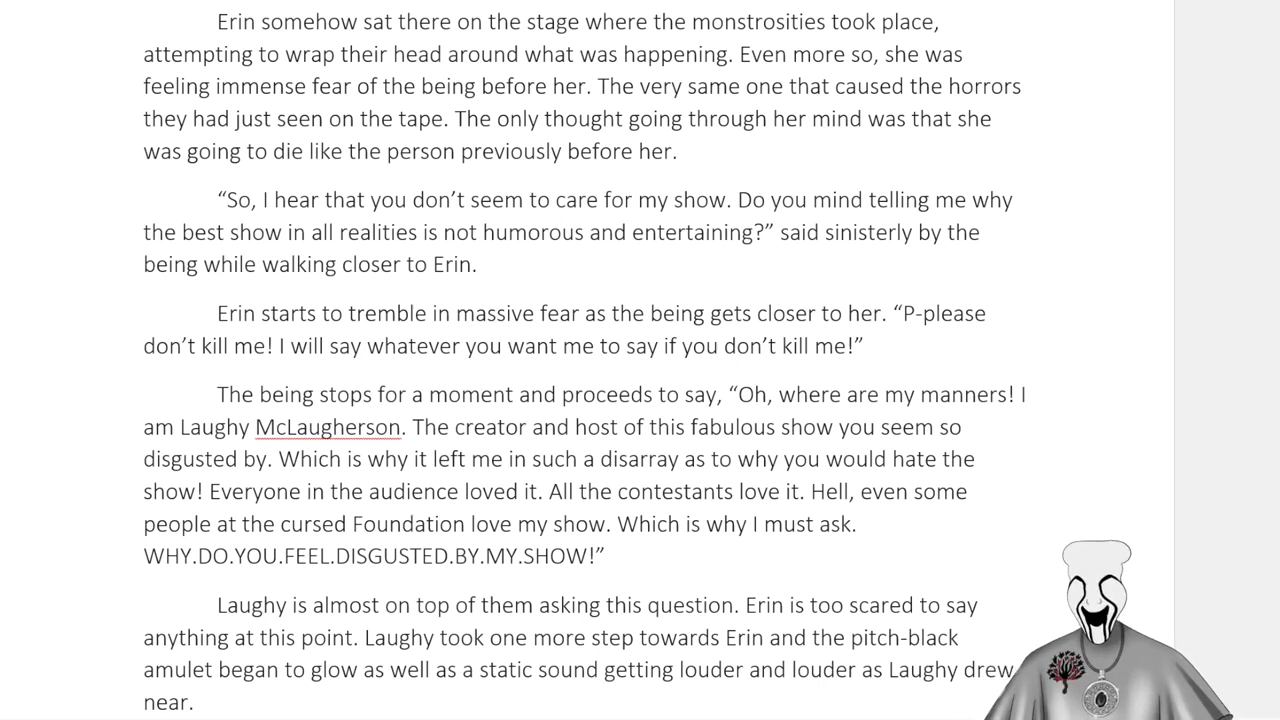 Erin somehow sat there on the stage where the monstrosities took place,
attempting to wrap their head around what was happening. Even more so, she was
feeling immense fear of the being before her. The very same one that caused the horrors
they had just seen on the tape. The only thought going through her mind was that she
was going to die like the person previously before her.
“So, I hear that you don’t seem to care for my show. Do you mind telling me why
the best show in all realities is not humorous and entertaining?” said sinisterly by the
being while walking closer to Erin.
Erin starts to tremble in massive fear as the being gets closer to her. “P-please
don’t kill me! I will say whatever you want me to say if you don’t kill me!”
The being stops for a moment and proceeds to say, “Oh, where are my manners! I
am Laughy McLaugherson. The creator and host of this fabulous show you seem so
disgusted by. Which is why it left me in such a disarray as to why you would hate the
show! Everyone in the audience loved it. All the contestants love it. Hell, even some
people at the cursed Foundation love my show. Which is why I must ask.
WHY.DO.YOU.FEEL.DISGUSTED.BY.MY.SHOW!”
Laughy is almost on top of them asking this question. Erin is too scared to say
anything at this point. Laughy took one more step towards Erin and the pitch-black
amulet began to glow as well as a static sound getting louder and louder as Laughy drew
near.